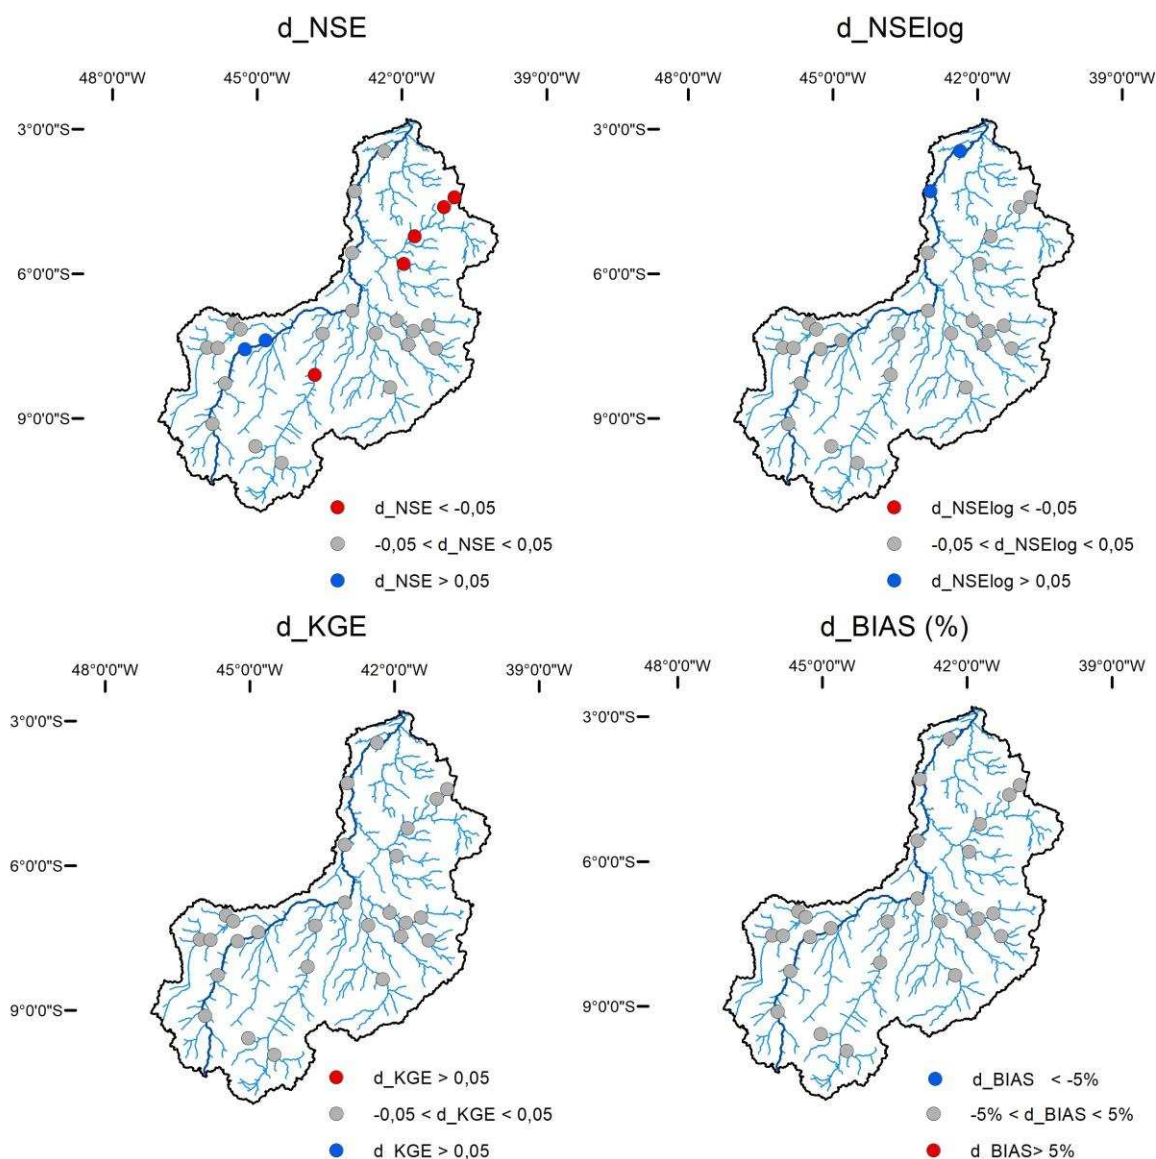 d_NSE
48°0'0"W 45°0'0"W 42°0'0"W 39°0'0"W
3°0'0"S
6°0'0"S
9°0'0"S
d_NSE < -0,05
-0,05 < d_NSE < 0,05
d_NSE > 0,05
d_NSElog
48°0'0"W 45°0'0"W 42°0'0"W 39°0'0"W
3°0'0"S
6°0'0"S
9°0'0"S
d_NSElog < -0,05
-0,05 < d_NSElog < 0,05
d_NSElog > 0,05
d_KGE
48°0'0"W 45°0'0"W 42°0'0"W 39°0'0"W
3°0'0"S
6°0'0"S
9°0'0"S
d_KGE > 0,05
-0,05 < d_KGE < 0,05
d_KGE > 0,05
d_BIAS (%)
48°0'0"W 45°0'0"W 42°0'0"W 39°0'0"W
3°0'0"S
6°0'0"S
9°0'0"S
d_BIAS < -5%
-5% < d_BIAS < 5%
d_BIAS> 5%